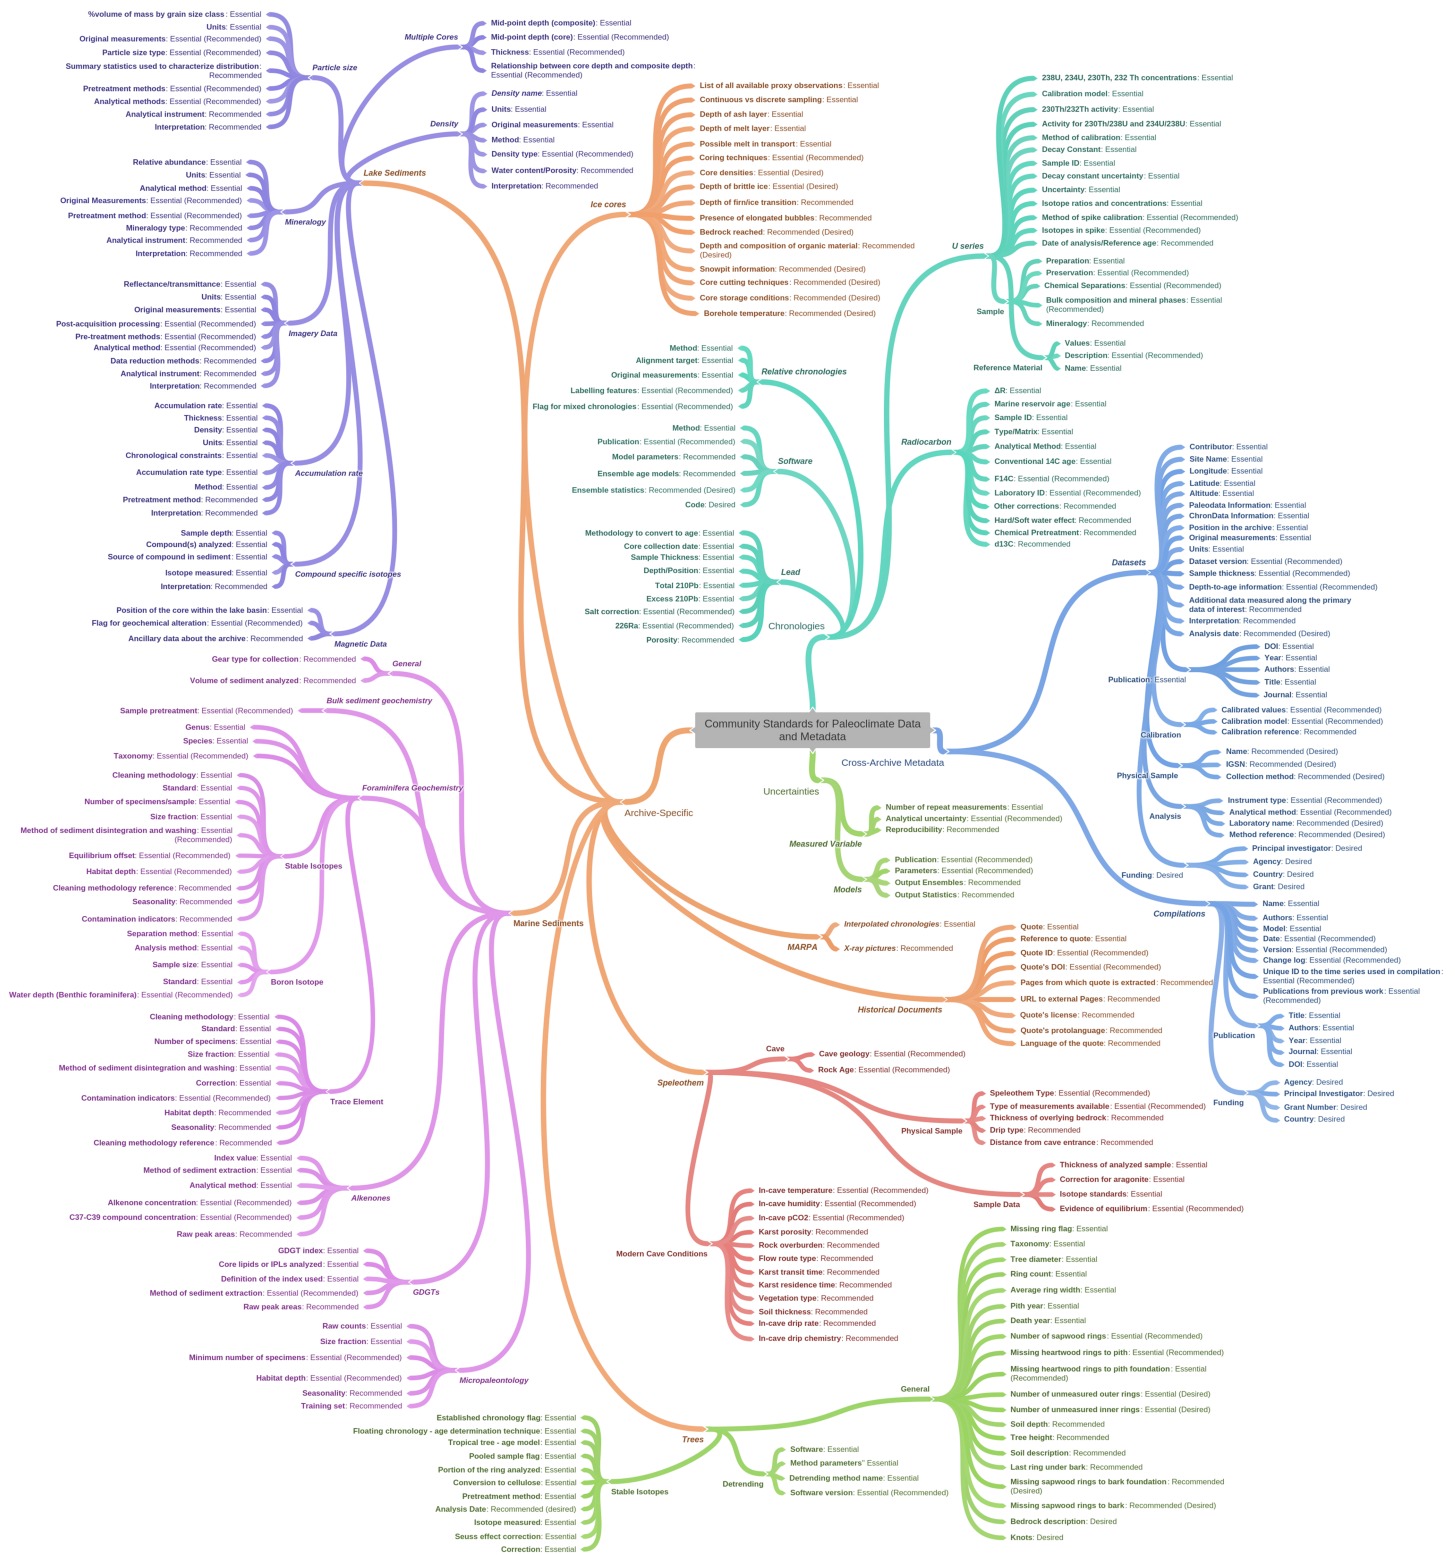 %volume of mass by grain size class: Essential
Units: Essential
Original measurements: Essential (Recommended)
Particle size type: Essential (Recommended)
Summary statistics used to characterize distribution:
Recommended
Pretreatment methods: Essential (Recommended)
Analytical methods: Essential (Recommended)
Analytical instrument: Recommended
Interpretation: Recommended
Particle size
Multiple Cores
Mid-point depth (composite): Essential
Mid-point depth (core): Essential (Recommended)
Thickness: Essential (Recommended)
Relationship between core depth and composite depth:
Essential (Recommended)
Density
Density name: Essential
Units: Essential
Original measurements: Essential
Method: Essential
Density type: Essential (Recommended)
Water content/Porosity: Recommended
Interpretation: Recommended
Lake Sediments
Relative abundance: Essential
Units: Essential
Analytical method: Essential
Original Measurements: Essential (Recommended)
Pretreatment method: Essential (Recommended)
Mineralogy type: Recommended
Analytical instrument: Recommended
Interpretation: Recommended
Mineralogy
Reflectance/transmittance: Essential
Units: Essential
Original measurements: Essential
Post-acquisition processing: Essential (Recommended)
Pre-treatment methods: Essential (Recommended)
Analytical method: Essential (Recommended)
Data reduction methods: Recommended
Analytical instrument: Recommended
Interpretation: Recommended
Imagery Data
Accumulation rate: Essential
Thickness: Essential
Density: Essential
Units: Essential
Chronological constraints: Essential
Accumulation rate type: Essential
Method: Essential
Pretreatment method: Recommended
Interpretation: Recommended
Accumulation rate
Sample depth: Essential
Compound(s) analyzed: Essential
Source of compound in sediment : Essential
Isotope measured: Essential
Interpretation: Recommended
Compound specific isotopes
Position of the core within the lake basin: Essential
Flag for geochemical alteration: Essential (Recommended)
Ancillary data about the archive: Recommended
Magnetic Data
Ice cores
List of all available proxy observations: Essential
Continuous vs discrete sampling: Essential
Depth of ash layer: Essential
Depth of melt layer: Essential
Possible melt in transport: Essential
Coring techniques: Essential (Recommended)
Core densities: Essential (Desired)
Depth of brittle ice: Essential (Desired)
Depth of firn/ice transition: Recommended
Presence of elongated bubbles: Recommended
Bedrock reached: Recommended (Desired)
Depth and composition of organic material: Recommended
(Desired)
Snowpit information: Recommended (Desired)
Core cutting techniques: Recommended (Desired)
Core storage conditions: Recommended (Desired)
Borehole temperature: Recommended (Desired)
U series
238U, 234U, 230Th, 232 Th concentrations: Essential
Calibration model: Essential
230Th/232Th activity: Essential
Activity for 230Th/238U and 234U/238U: Essential
Method of calibration: Essential
Decay Constant: Essential
Sample ID: Essential
Decay constant uncertainty: Essential
Uncertainty: Essential
Isotope ratios and concentrations: Essential
Method of spike calibration: Essential (Recommended)
Isotopes in spike: Essential (Recommended)
Date of analysis/Reference age: Recommended
Sample
Preparation: Essential
Preservation: Essential (Recommended)
Chemical Separations: Essential (Recommended)
Bulk composition and mineral phases: Essential
(Recommended)
Mineralogy: Recommended
Reference Material
Values: Essential
Description: Essential (Recommended)
Name: Essential
Relative chronologies
Method: Essential
Alignment target: Essential
Original measurements: Essential
Labelling features: Essential (Recommended)
Flag for mixed chronologies: Essential (Recommended)
Software
Method: Essential
Publication: Essential (Recommended)
Model parameters: Recommended
Ensemble age models: Recommended
Ensemble statistics: Recommended (Desired)
Code: Desired
Lead
Methodology to convert to age: Essential
Core collection date: Essential
Sample Thickness: Essential
Depth/Position: Essential
Total 210Pb: Essential
Excess 210Pb: Essential
Salt correction: Essential (Recommended)
226Ra: Essential (Recommended)
Porosity: Recommended
Chronologies
Radiocarbon
ΔR: Essential
Marine reservoir age: Essential
Sample ID: Essential
Type/Matrix: Essential
Analytical Method: Essential
Conventional 14C age: Essential
F14C: Essential (Recommended)
Laboratory ID: Essential (Recommended)
Other corrections: Recommended
Hard/Soft water effect: Recommended
Chemical Pretreatment: Recommended
d13C: Recommended
Datasets
Contributor: Essential
Site Name: Essential
Longitude: Essential
Latitude: Essential
Altitude: Essential
Paleodata Information: Essential
ChronData Information: Essential
Position in the archive: Essential
Original measurements: Essential
Units: Essential
Dataset version: Essential (Recommended)
Sample thickness: Essential (Recommended)
Depth-to-age information: Essential (Recommended)
Additional data measured along the primary
data of interest: Recommended
Interpretation: Recommended
Analysis date: Recommended (Desired)
Publication: Essential
DOI: Essential
Year: Essential
Authors: Essential
Title: Essential
Journal: Essential
Calibration
Calibrated values: Essential (Recommended)
Calibration model: Essential (Recommended)
Calibration reference: Recommended
Physical Sample
Name: Recommended (Desired)
IGSN: Recommended (Desired)
Collection method: Recommended (Desired)
Analysis
Instrument type: Essential (Recommended)
Analytical method: Essential (Recommended)
Laboratory name: Recommended (Desired)
Method reference: Recommended (Desired)
Funding: Desired
Principal investigator: Desired
Agency: Desired
Country: Desired
Grant: Desired
Compilations
Name: Essential
Authors: Essential
Model: Essential
Date: Essential (Recommended)
Version: Essential (Recommended)
Change log: Essential (Recommended)
Unique ID to the time series used in compilation:
Essential (Recommended)
Publications from previous work: Essential
(Recommended)
Publication
Title: Essential
Authors: Essential
Year: Essential
Journal: Essential
DOI: Essential
Funding
Agency: Desired
Principal Investigator: Desired
Grant Number: Desired
Country: Desired
Community Standards for Paleoclimate Data
and Metadata
Cross-Archive Metadata
Uncertainties
Archive-Specific
Measured Variable
Number of repeat measurements: Essential
Analytical uncertainty: Essential (Recommended)
Reproducibility: Recommended
Models
Publication: Essential (Recommended)
Parameters: Essential (Recommended)
Output Ensembles: Recommended
Output Statistics: Recommended
MARPA
Interpolated chronologies: Essential
X-ray pictures: Recommended
Historical Documents
Quote: Essential
Reference to quote: Essential
Quote ID: Essential (Recommended)
Quote's DOI: Essential (Recommended)
Pages from which quote is extracted: Recommended
URL to external Pages: Recommended
Quote's license: Recommended
Quote's protolanguage: Recommended
Language of the quote: Recommended
Gear type for collection: Recommended
Volume of sediment analyzed: Recommended
General
Bulk sediment geochemistry
Sample pretreatment: Essential (Recommended)
Genus: Essential
Species: Essential
Taxonomy: Essential (Recommended)
Foraminifera Geochemistry
Cleaning methodology: Essential
Standard: Essential
Number of specimens/sample: Essential
Size fraction: Essential
Method of sediment disintegration and washing: Essential
(Recommended)
Equilibrium offset: Essential (Recommended)
Habitat depth: Essential (Recommended)
Cleaning methodology reference: Recommended
Seasonality: Recommended
Contamination indicators: Recommended
Stable Isotopes
Separation method: Essential
Analysis method: Essential
Sample size: Essential
Standard: Essential
Water depth (Benthic foraminifera): Essential (Recommended)
Boron Isotope
Marine Sediments
Cleaning methodology: Essential
Standard: Essential
Number of specimens: Essential
Size fraction: Essential
Method of sediment disintegration and washing: Essential
Correction: Essential
Contamination indicators: Essential (Recommended)
Habitat depth: Recommended
Seasonality: Recommended
Cleaning methodology reference: Recommended
Trace Element
Index value: Essential
Method of sediment extraction: Essential
Analytical method: Essential
Alkenone concentration: Essential (Recommended)
C37-C39 compound concentration: Essential (Recommended)
Raw peak areas: Recommended
Alkenones
GDGT index: Essential
Core lipids or IPLs analyzed: Essential
Definition of the index used: Essential
Method of sediment extraction: Essential (Recommended)
Raw peak areas: Recommended
GDGTs
Raw counts: Essential
Size fraction: Essential
Minimum number of specimens: Essential (Recommended)
Habitat depth: Essential (Recommended)
Seasonality: Recommended
Training set: Recommended
Micropaleontology
Speleothem
Cave
Cave geology: Essential (Recommended)
Rock Age: Essential (Recommended)
Physical Sample
Speleothem Type: Essential (Recommended)
Type of measurements available: Essential (Recommended)
Thickness of overlying bedrock: Recommended
Drip type: Recommended
Distance from cave entrance: Recommended
Sample Data
Thickness of analyzed sample: Essential
Correction for aragonite: Essential
Isotope standards: Essential
Evidence of equilibrium: Essential (Recommended)
Modern Cave Conditions
In-cave temperature: Essential (Recommended)
In-cave humidity: Essential (Recommended)
In-cave pCO2: Essential (Recommended)
Karst porosity: Recommended
Rock overburden: Recommended
Flow route type: Recommended
Karst transit time: Recommended
Karst residence time: Recommended
Vegetation type: Recommended
Soil thickness: Recommended
In-cave drip rate: Recommended
In-cave drip chemistry: Recommended
Trees
General
Missing ring flag: Essential
Taxonomy: Essential
Tree diameter: Essential
Ring count: Essential
Average ring width: Essential
Pith year: Essential
Death year: Essential
Number of sapwood rings: Essential (Recommended)
Missing heartwood rings to pith: Essential (Recommended)
Missing heartwood rings to pith foundation: Essential
(Recommended)
Number of unmeasured outer rings: Essential (Desired)
Number of unmeasured inner rings: Essential (Desired)
Soil depth: Recommended
Tree height: Recommended
Soil description: Recommended
Last ring under bark: Recommended
Missing sapwood rings to bark foundation: Recommended
(Desired)
Missing sapwood rings to bark: Recommended (Desired)
Bedrock description: Desired
Knots: Desired
Detrending
Software: Essential
Method parameters" Essential
Detrending method name: Essential
Software version: Essential (Recommended)
Established chronology flag: Essential
Floating chronology - age determination technique: Essential
Tropical tree - age model: Essential
Pooled sample flag: Essential
Portion of the ring analyzed: Essential
Conversion to cellulose: Essential
Pretreatment method: Essential
Analysis Date: Recommended (desired)
Isotope measured: Essential
Seuss effect correction: Essential
Correction: Essential
Stable Isotopes